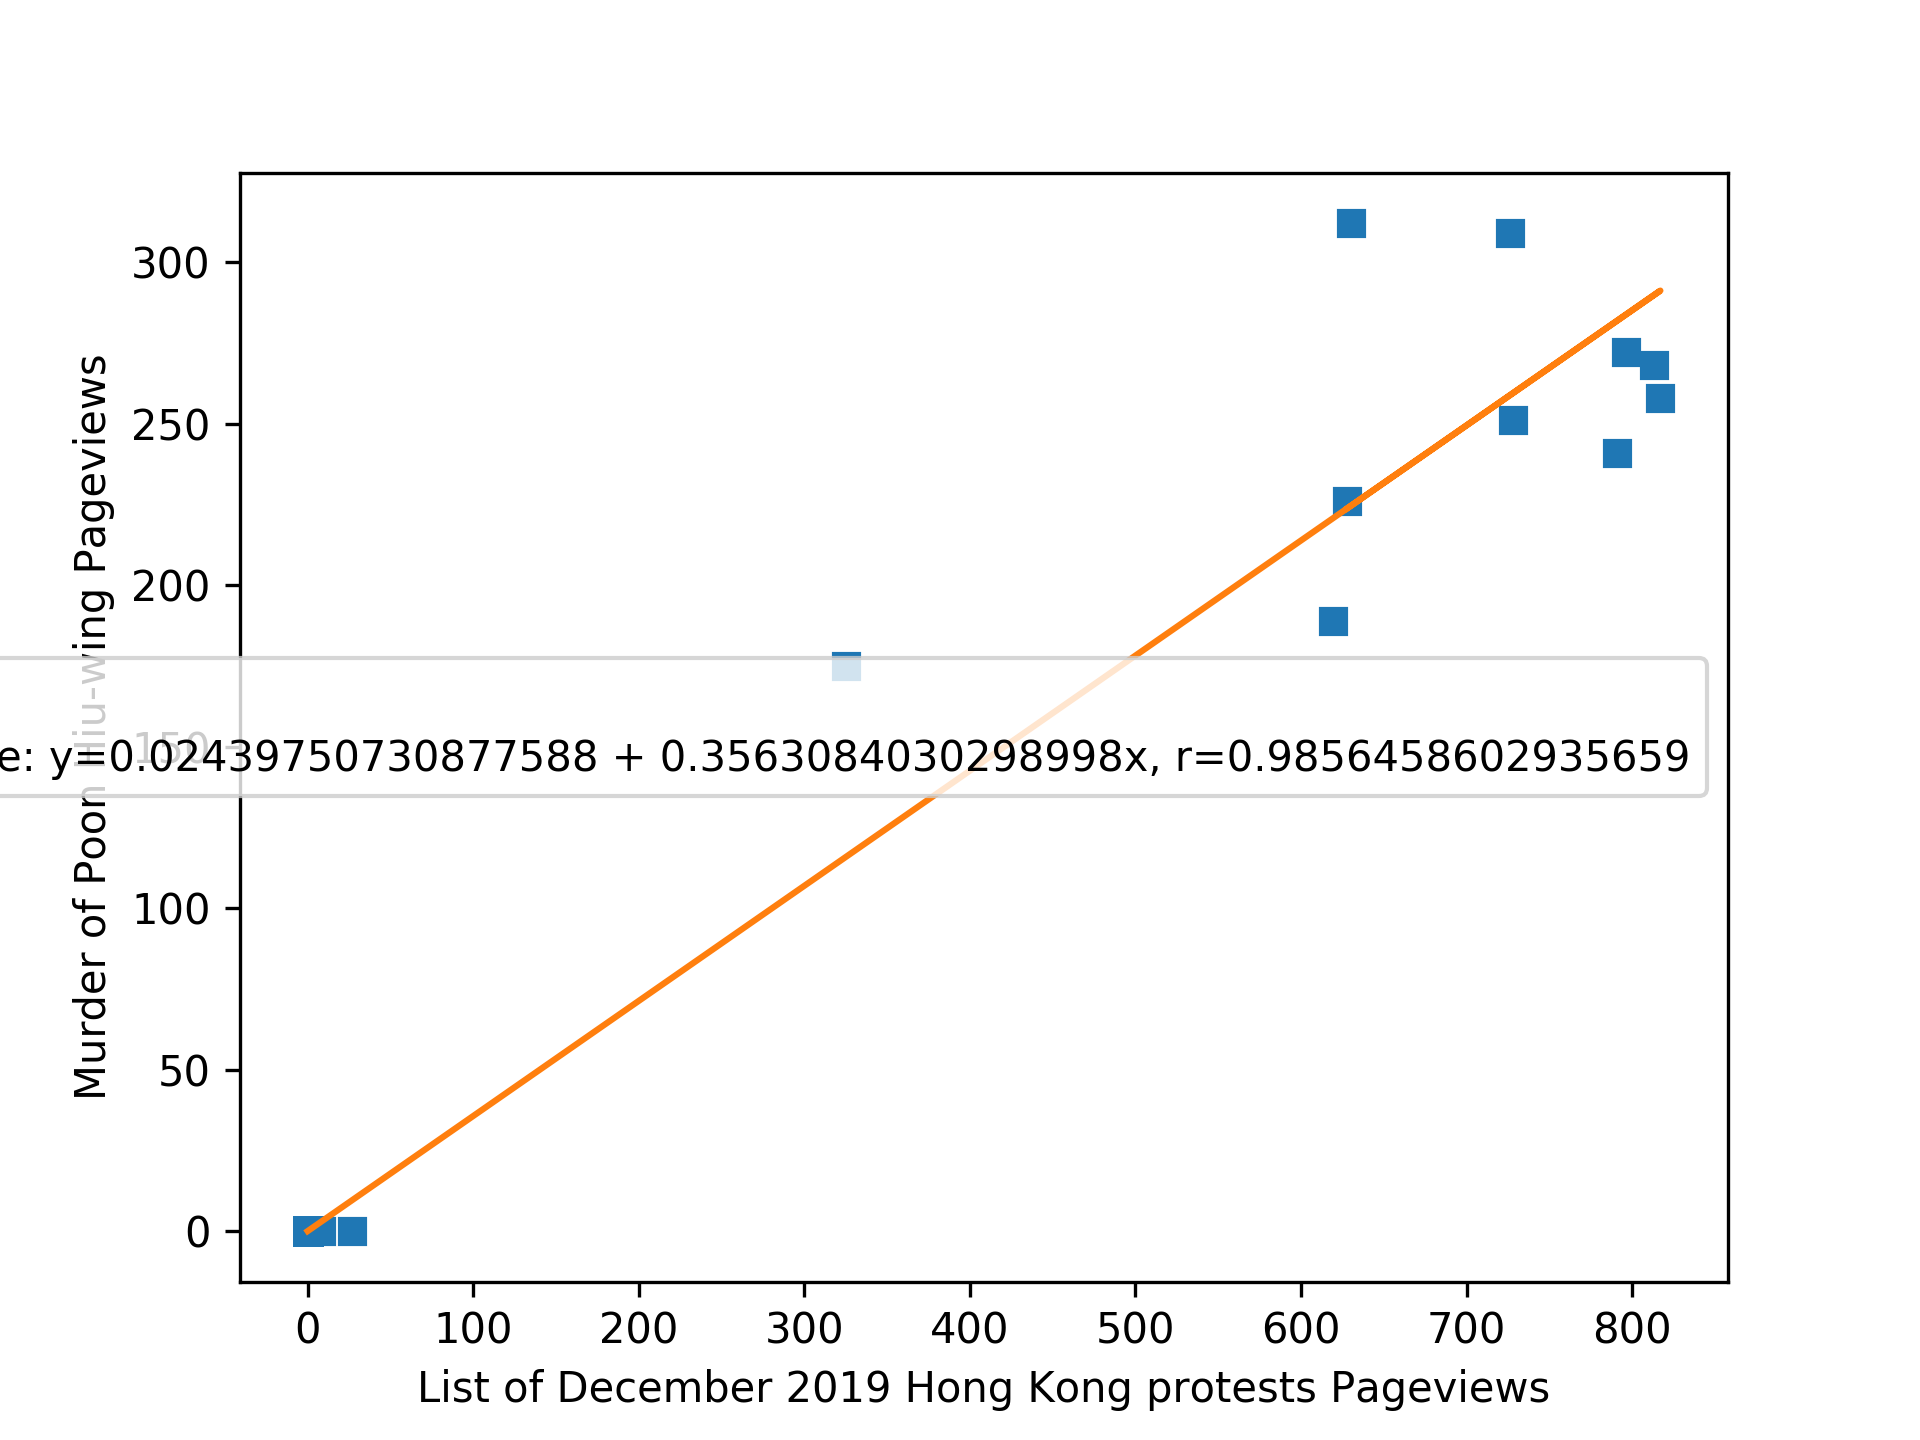 300
250
200
150
100
50
0
Murder of Poon Hiu-wing Pageviews
e: y=0.02439750730877588 + 0.3563084030298998x, r=0.9856458602935659
0 100 200 300 400 500 600 700 800
List of December 2019 Hong Kong protests Pageviews